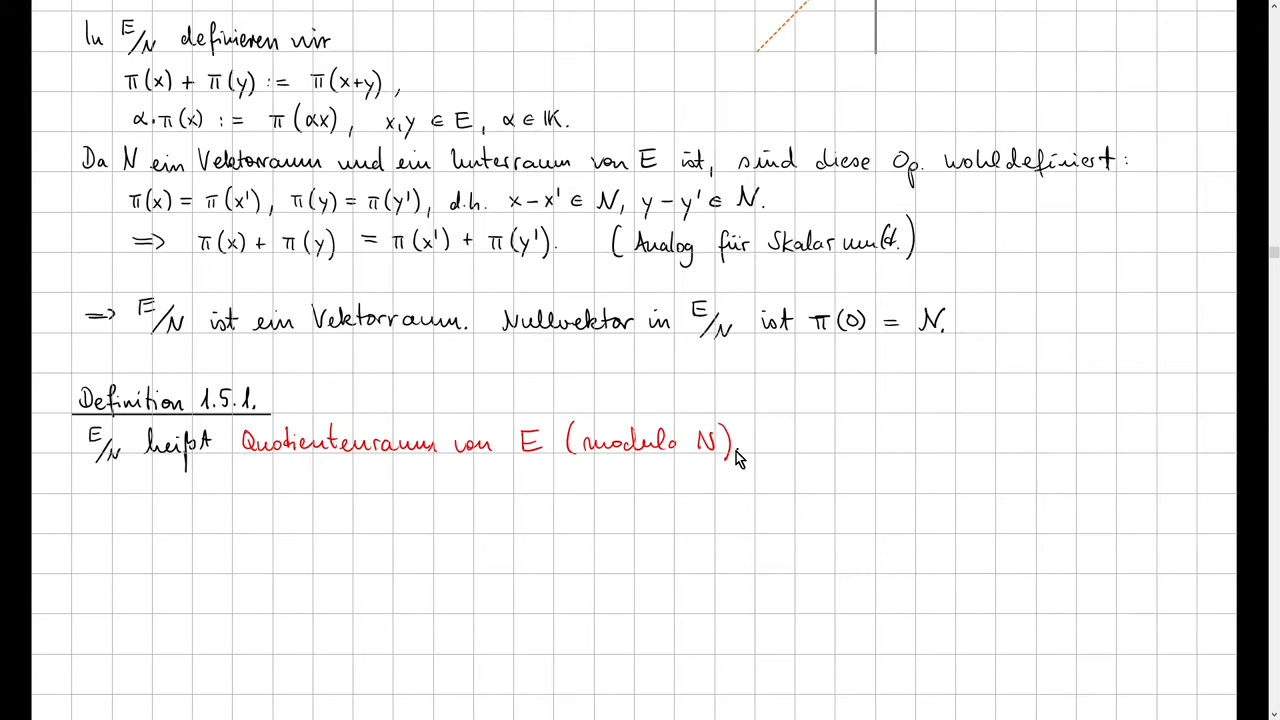 In E/N definieren wir
π(x) + π(y) := π(x+y),
α·π(x) := π(αx), x,y ∈ E, α ∈ K.
Da N ein Vektorraum und ein Unterraum von E ist, sind diese Op. wohldefiniert:
π(x) = π(x'), π(y) = π(y'), d.h. x-x' ∈ N, y-y' ∈ N.
=> π(x) + π(y) = π(x') + π(y'). (Analog für Skalarmult.)
=> E/N ist ein Vektorraum. Nullvektor in E/N ist π(0) = N.
Definition 1.5.1.
E/N heißt Quotientenraum von E (modulo N).